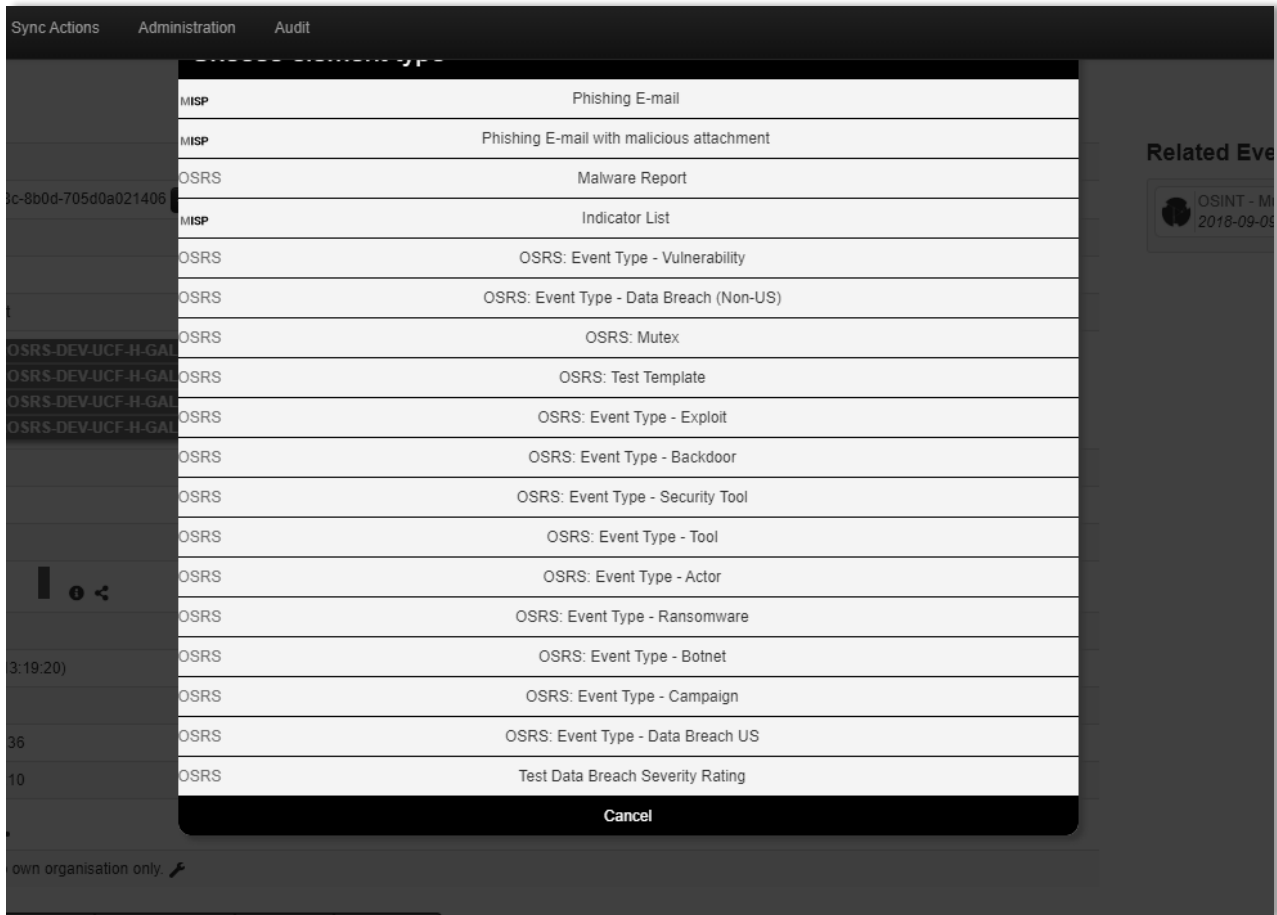 Sync Actions Administration Audit
Choose element type
MISP Phishing E-mail
MISP Phishing E-mail with malicious attachment
Related Eve
OSRS Malware Report
3c-8b0d-705d0a021406
OSINT - M
2018-09-09
MISP Indicator List
OSRS OSRS: Event Type - Vulnerability
OSRS OSRS: Event Type - Data Breach (Non-US)
t
OSRS OSRS: Mutex
OSRS-DEV-UCF-H-GAL
OSRS-DEV-UCF-H-GAL
OSRS OSRS: Test Template
OSRS-DEV-UCF-H-GAL
OSRS OSRS: Event Type - Exploit
OSRS-DEV-UCF-H-GAL
OSRS OSRS: Event Type - Backdoor
OSRS OSRS: Event Type - Security Tool
OSRS OSRS: Event Type - Tool
OSRS OSRS: Event Type - Actor
OSRS OSRS: Event Type - Ransomware
OSRS OSRS: Event Type - Botnet
3:19:20)
OSRS OSRS: Event Type - Campaign
OSRS OSRS: Event Type - Data Breach US
36
OSRS Test Data Breach Severity Rating
10
Cancel
own organisation only.